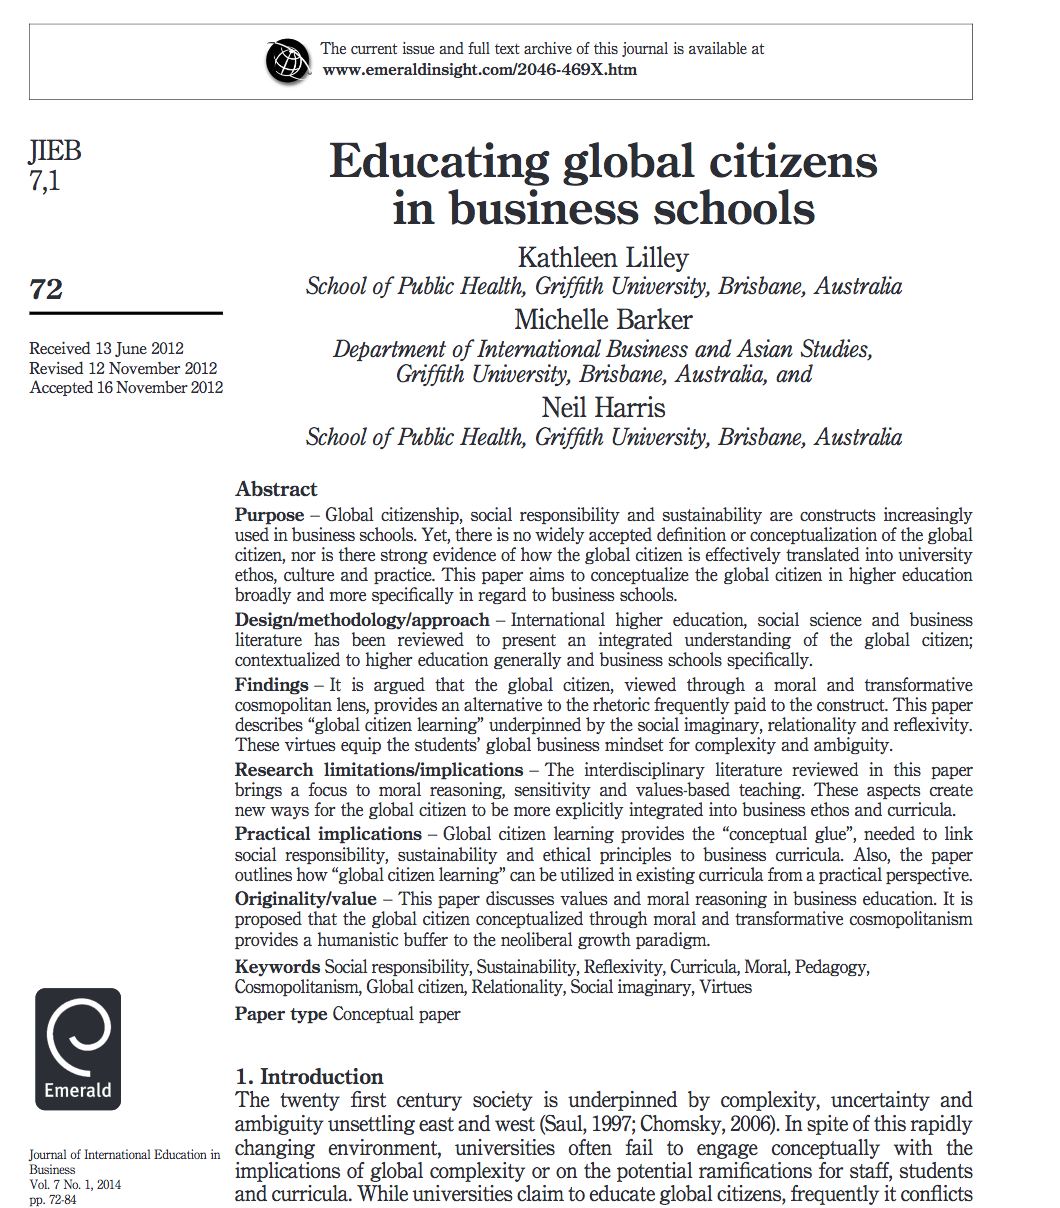 The current issue and full text archive of this journal is available at
www.emeraldinsight.com/2046-469X.htm
JIEB
7,1
72
Received 13 June 2012
Revised 12 November 2012
Accepted 16 November 2012
Educating global citizens
in business schools
Kathleen Lilley
School of Public Health, Griffith University, Brisbane, Australia
Michelle Barker
Department of International Business and Asian Studies,
Griffith University, Brisbane, Australia, and
Neil Harris
School of Public Health, Griffith University, Brisbane, Australia
Abstract
Purpose – Global citizenship, social responsibility and sustainability are constructs increasingly
used in business schools. Yet, there is no widely accepted definition or conceptualization of the global
citizen, nor is there strong evidence of how the global citizen is effectively translated into university
ethos, culture and practice. This paper aims to conceptualize the global citizen in higher education
broadly and more specifically in regard to business schools.
Design/methodology/approach – International higher education, social science and business
literature has been reviewed to present an integrated understanding of the global citizen;
contextualized to higher education generally and business schools specifically.
Findings – It is argued that the global citizen, viewed through a moral and transformative
cosmopolitan lens, provides an alternative to the rhetoric frequently paid to the construct. This paper
describes “global citizen learning” underpinned by the social imaginary, relationality and reflexivity.
These virtues equip the students’ global business mindset for complexity and ambiguity.
Research limitations/implications – The interdisciplinary literature reviewed in this paper
brings a focus to moral reasoning, sensitivity and values-based teaching. These aspects create
new ways for the global citizen to be more explicitly integrated into business ethos and curricula.
Practical implications – Global citizen learning provides the “conceptual glue”, needed to link
social responsibility, sustainability and ethical principles to business curricula. Also, the paper
outlines how “global citizen learning” can be utilized in existing curricula from a practical perspective.
Originality/value – This paper discusses values and moral reasoning in business education. It is
proposed that the global citizen conceptualized through moral and transformative cosmopolitanism
provides a humanistic buffer to the neoliberal growth paradigm.
Keywords Social responsibility, Sustainability, Reflexivity, Curricula, Moral, Pedagogy,
Cosmopolitanism, Global citizen, Relationality, Social imaginary, Virtues
Paper type Conceptual paper
Emerald
Journal of International Education in
Business
Vol. 7 No. 1, 2014
pp. 72-84
1. Introduction
The twenty first century society is underpinned by complexity, uncertainty and
ambiguity unsettling east and west (Saul, 1997; Chomsky, 2006). In spite of this rapidly
changing environment, universities often fail to engage conceptually with the
implications of global complexity or on the potential ramifications for staff, students
and curricula. While universities claim to educate global citizens, frequently it conflicts